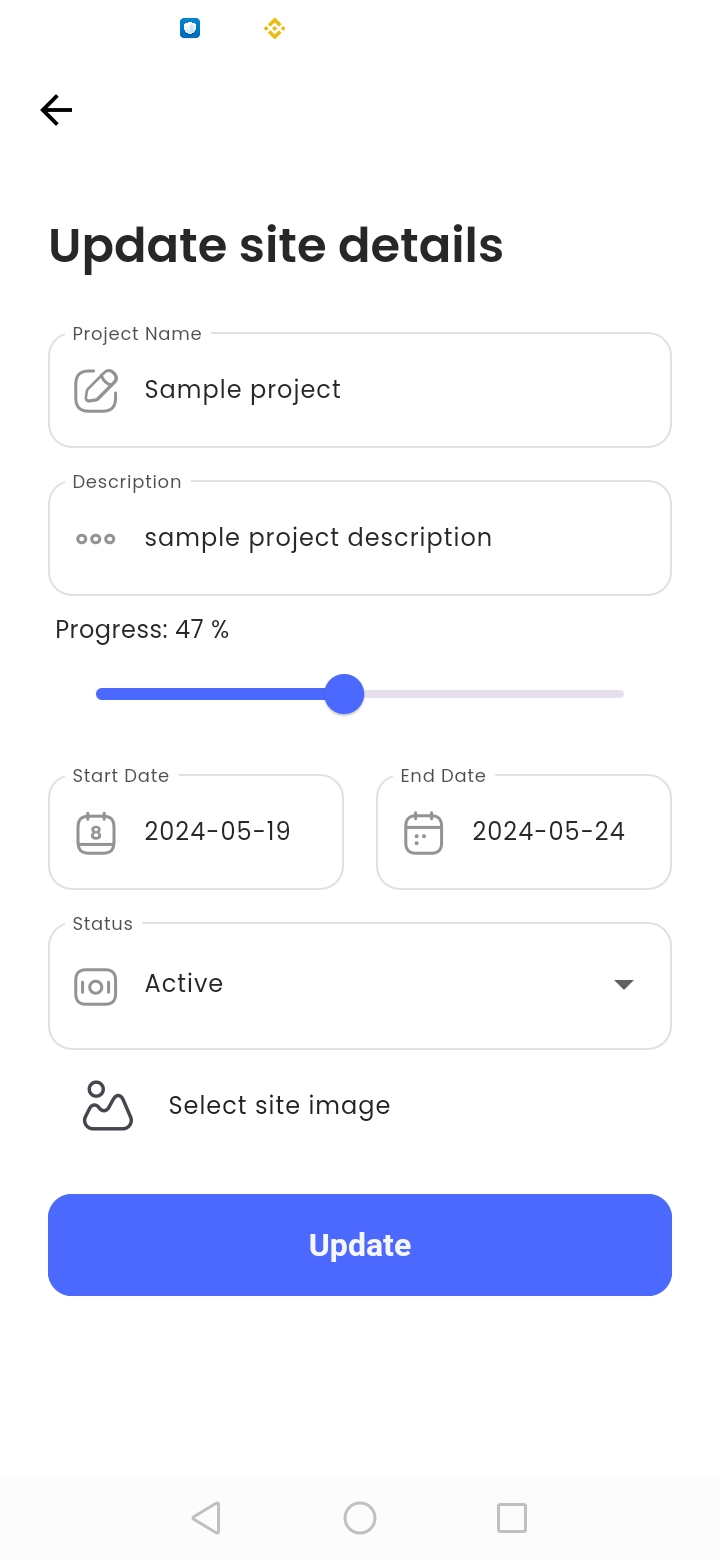 Update site details
Project Name
Sample project
Description
sample project description
Progress: 47 %
Start Date
End Date
8
2024-05-19
2024-05-24
Status
Active
Select site image
Update